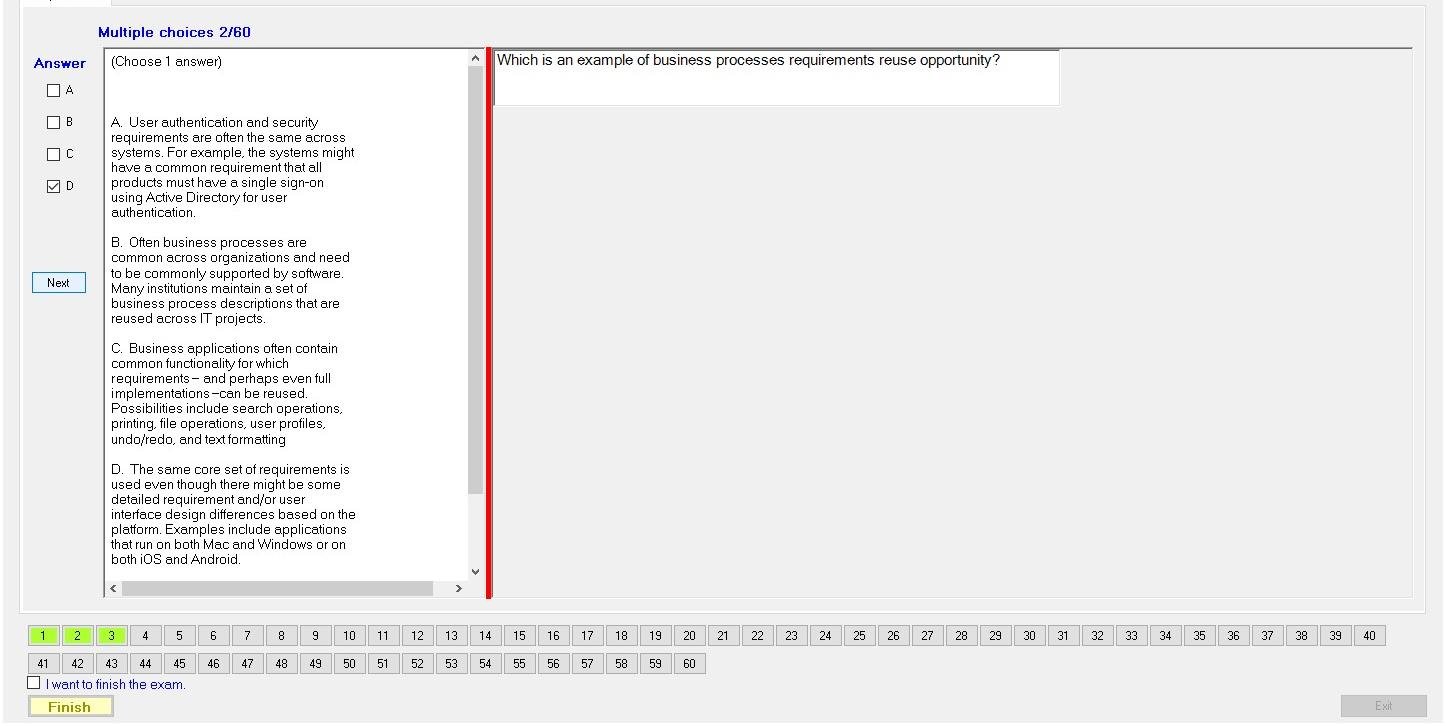 Multiple choices 2/60
Answer
A
B
C
D
Next
(Choose 1 answer)
A. User authentication and security
requirements are often the same across
systems. For example, the systems might
have a common requirement that all
products must have a single sign-on
using Active Directory for user
authentication.
B. Often business processes are
common across organizations and need
to be commonly supported by software.
Many institutions maintain a set of
business process descriptions that are
reused across IT projects.
C. Business applications often contain
common functionality for which
requirements– and perhaps even full
implementations –can be reused.
Possibilities include search operations,
printing, file operations, user profiles,
undo/redo, and text formatting
D. The same core set of requirements is
used even though there might be some
detailed requirement and/or user
interface design differences based on the
platform. Examples include applications
that run on both Mac and Windows or on
both iOS and Android.
Which is an example of business processes requirements reuse opportunity?
1 2 3 4 5 6 7 8 9 10 11 12 13 14 15 16 17 18 19 20 21 22 23 24 25 26 27 28 29 30 31 32 33 34 35 36 37 38 39 40
41 42 43 44 45 46 47 48 49 50 51 52 53 54 55 56 57 58 59 60
I want to finish the exam.
Finish
Exit